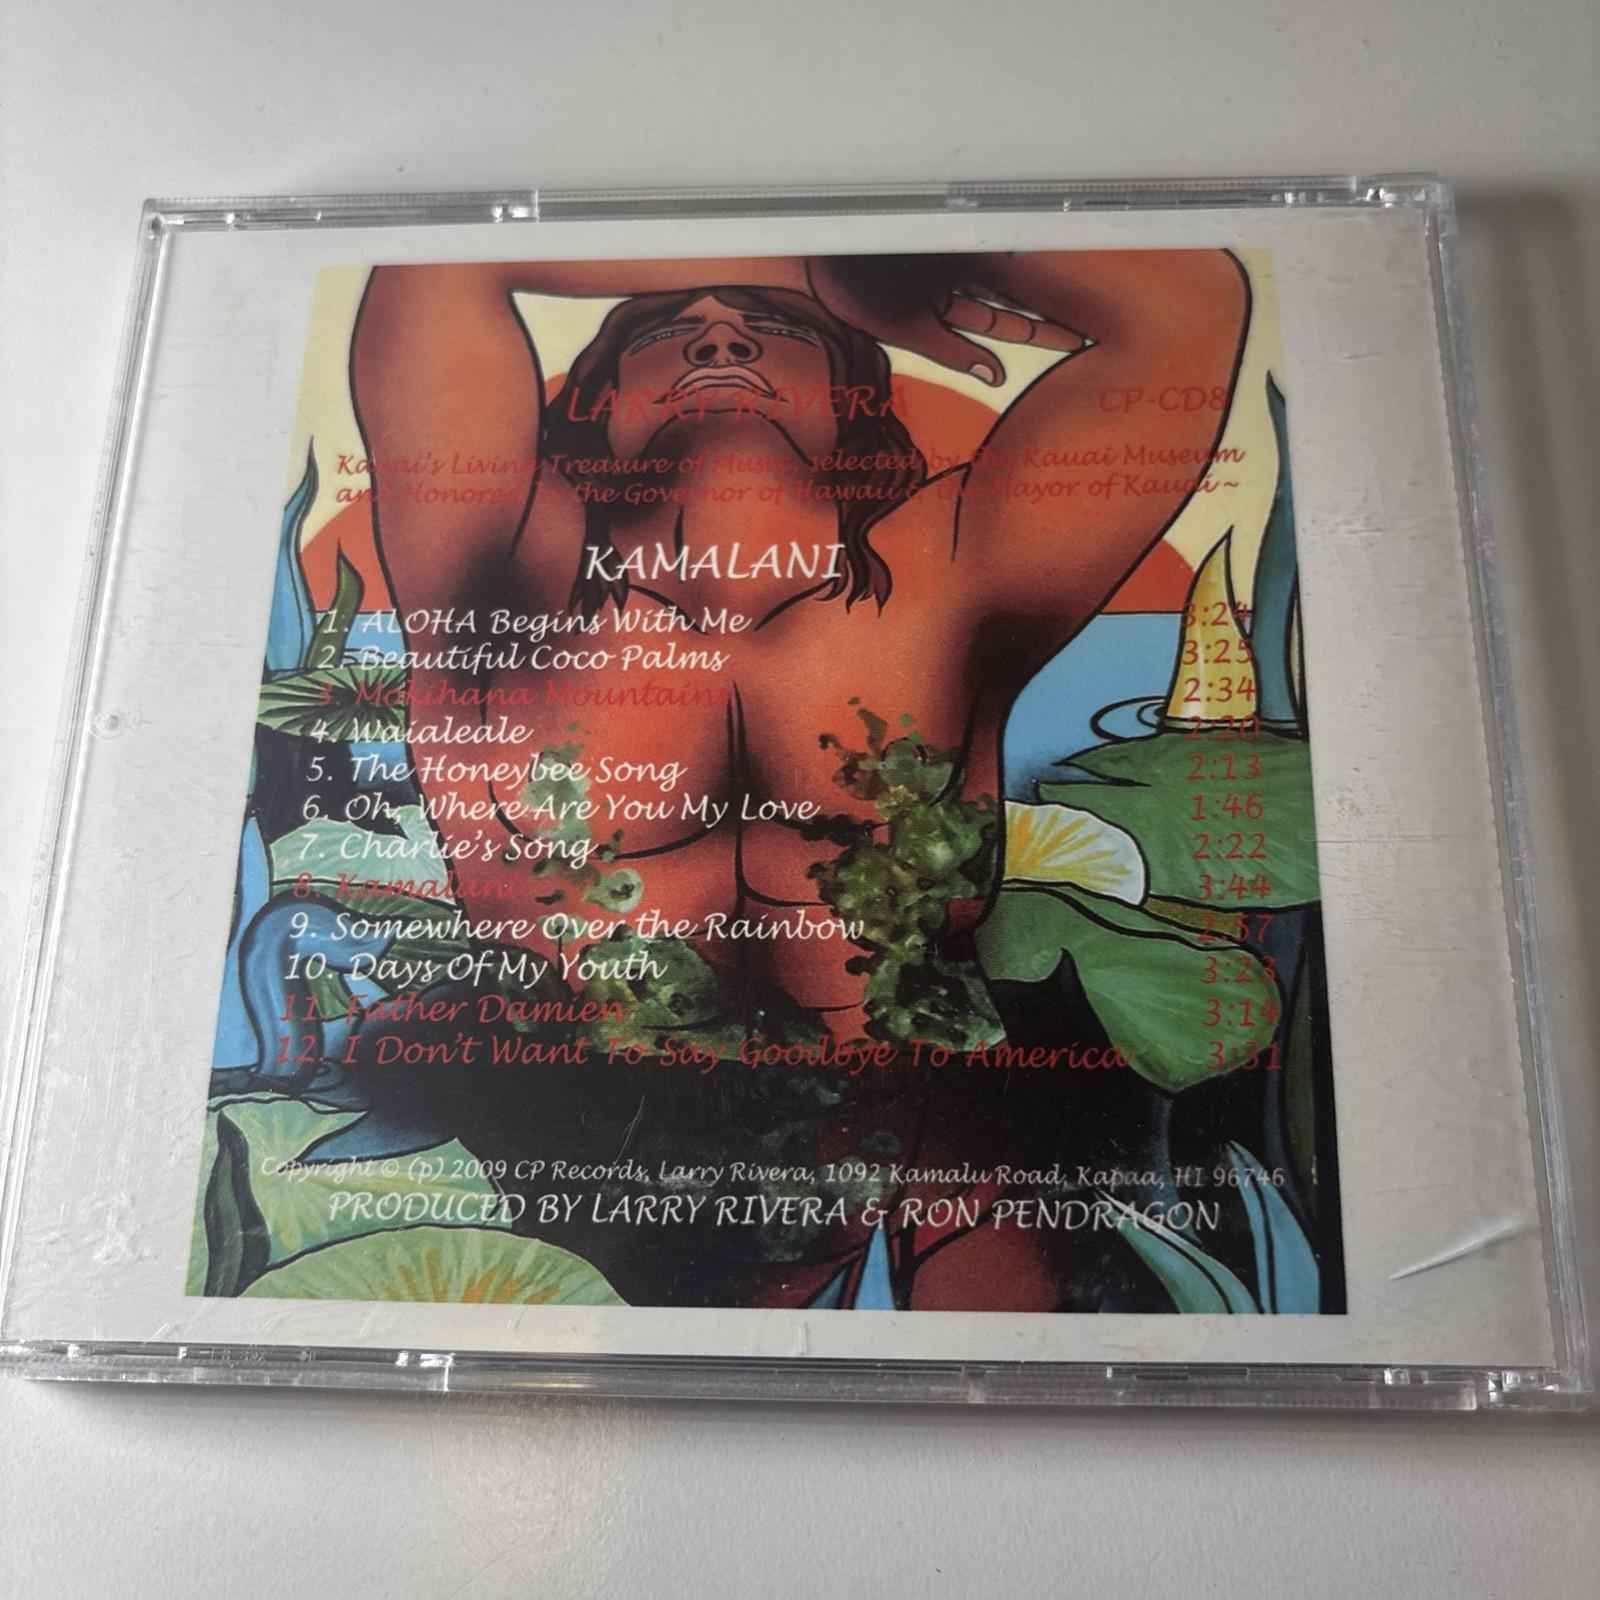 LARRY RIVERA CP-CD8
Kauai's Living Treasure of Music, selected by the Kauai Museum
and Honored by the Governor of Hawaii & the Mayor of Kauai ~
KAMALANI
1. ALOHA Begins With Me 3:24
2. Beautiful Coco Palms 3:25
3. Mokihana Mountains 2:34
4. Waialeale 2:20
5. The Honeybee Song 2:13
6. Oh, Where Are You My Love 1:46
7. Charlie's Song 2:22
8. Kamalani 3:44
9. Somewhere Over the Rainbow 2:57
10. Days Of My Youth 3:23
11. Father Damien 3:14
12. I Don't Want To Say Goodbye To America 3:31
Copyright © (p) 2009 CP Records, Larry Rivera, 1092 Kamalu Road, Kapaa, HI 96746
PRODUCED BY LARRY RIVERA & RON PENDRAGON